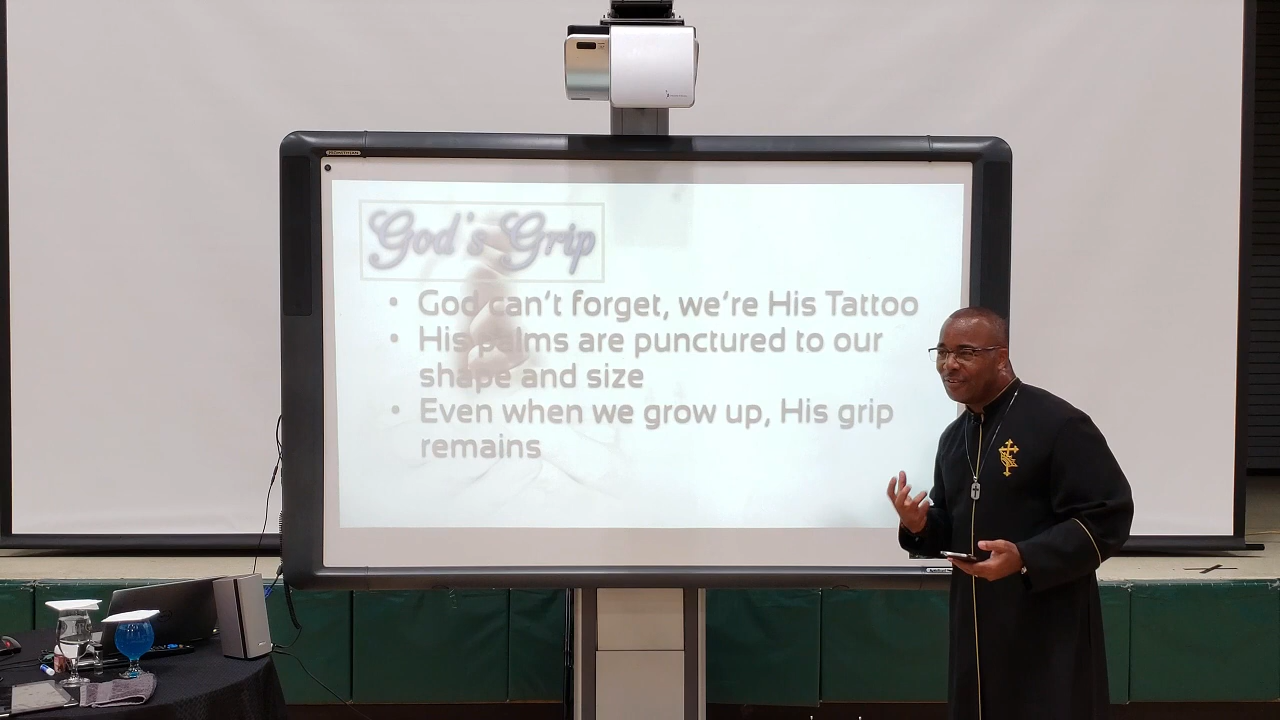 PROMETHEAN
God's Grip
• God can't forget, we're His Tattoo
• His palms are punctured to our
shape and size
• Even when we grow up, His grip
remains